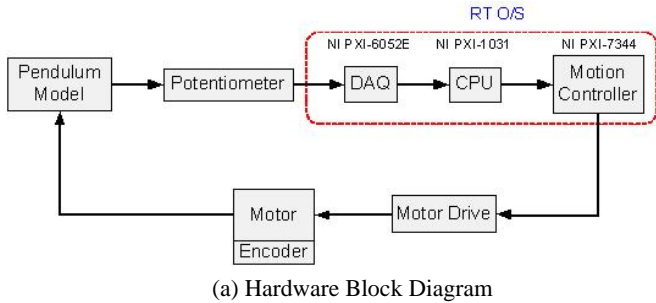 RT O/S
NI PXI-6052E NI PXI-1031 NI PXI-7344
Pendulum
Model
Potentiometer
DAQ
CPU
Motion
Controller
Motor
Encoder
Motor Drive
(a) Hardware Block Diagram